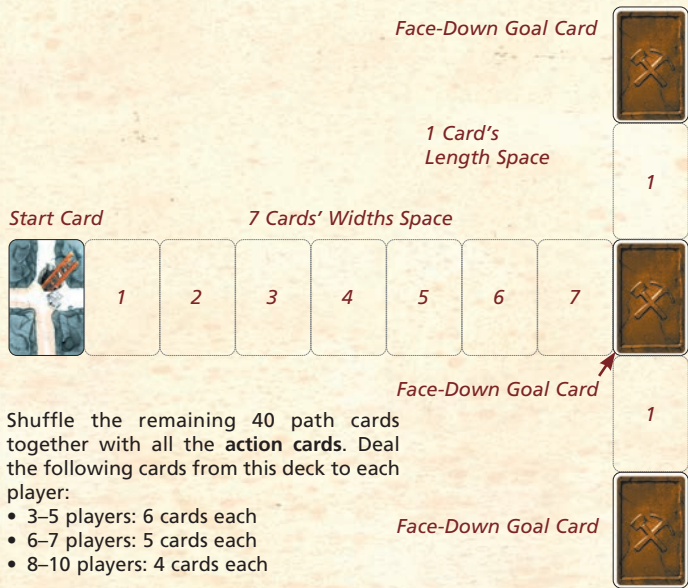 Face-Down Goal Card
1 Card's
Length Space
1
Start Card
7 Cards' Widths Space
1
2
3
4
5
6
7
Face-Down Goal Card
1
Shuffle the remaining 40 path cards
together with all the action cards. Deal
the following cards from this deck to each
player:
• 3–5 players: 6 cards each
• 6–7 players: 5 cards each
• 8–10 players: 4 cards each
Face-Down Goal Card